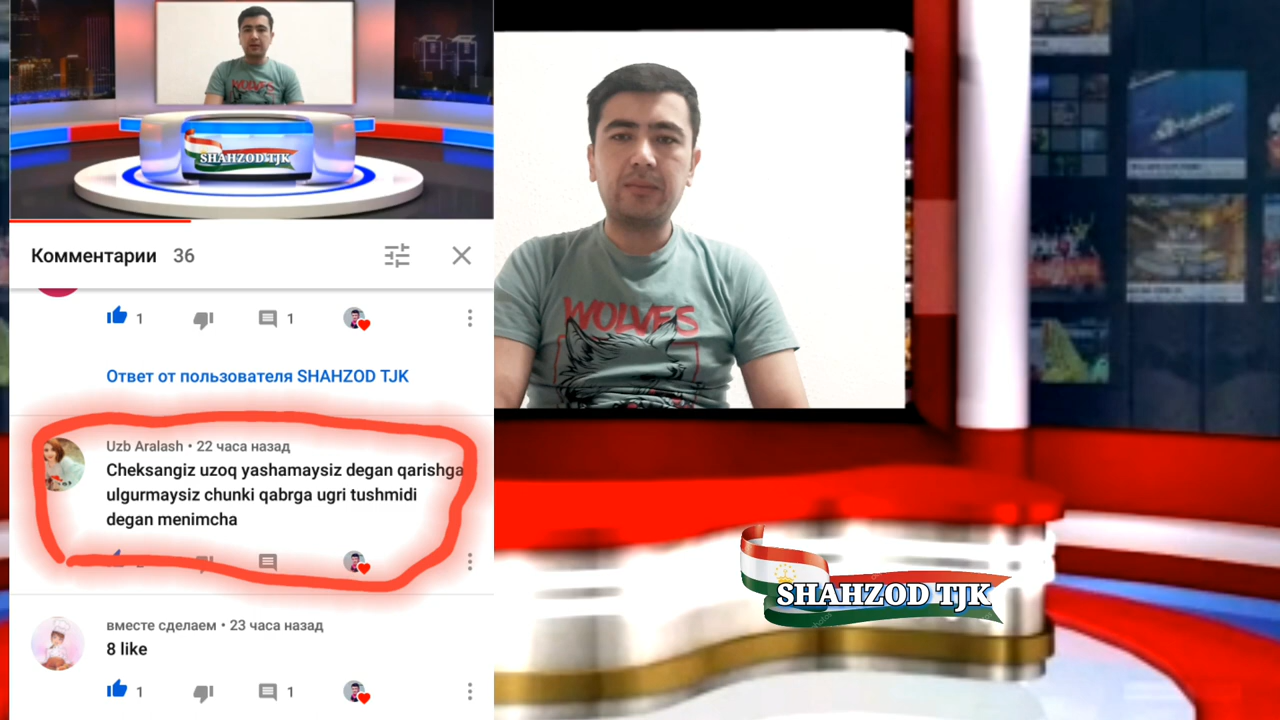 SHAHZOD TJK
Комментарии 36
1
1
Ответ от пользователя SHAHZOD TJK
Uzb Aralash • 22 часа назад
Cheksangiz uzoq yashamaysiz degan qarishga
ulgurmaysiz chunki qabrga ugri tushmidi
degan menimcha
вместе сделаем • 23 часа назад
8 like
1
1
WOLVES
SHAHZOD TJK